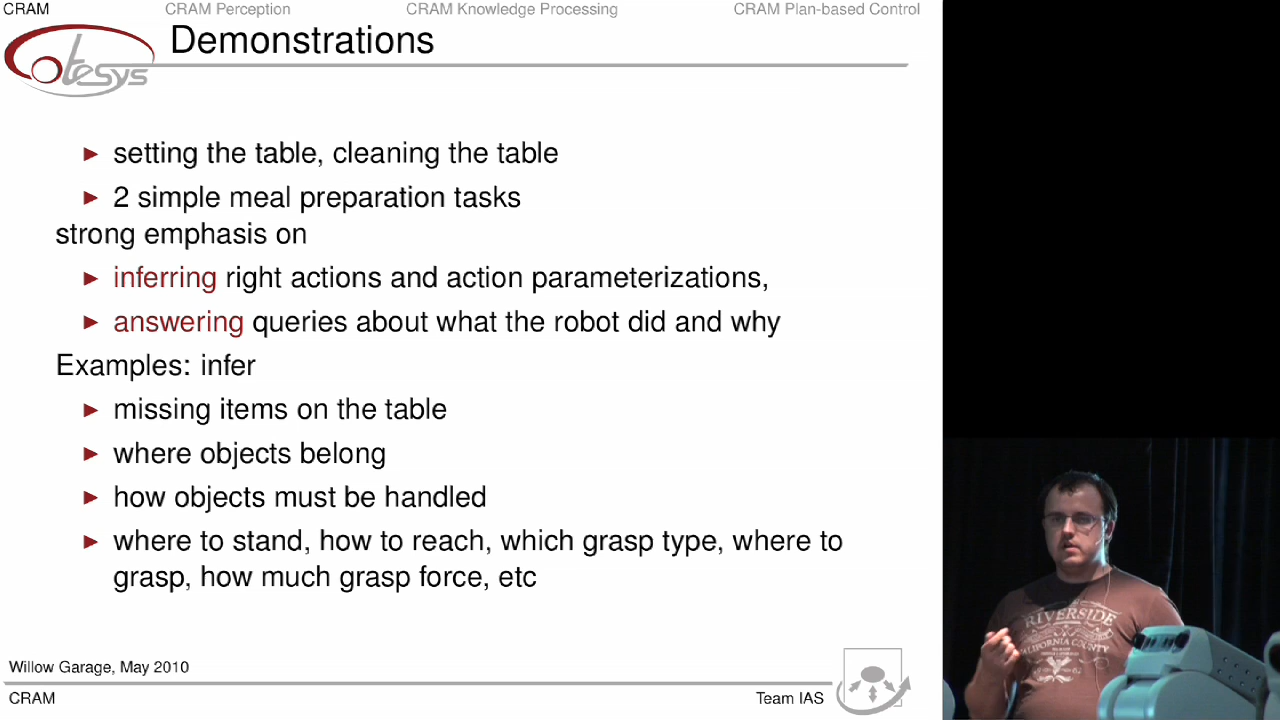 CRAM CRAM Perception CRAM Knowledge Processing CRAM Plan-based Control
otesys
Demonstrations
setting the table, cleaning the table
2 simple meal preparation tasks
strong emphasis on
inferring right actions and action parameterizations,
answering queries about what the robot did and why
Examples: infer
missing items on the table
where objects belong
how objects must be handled
where to stand, how to reach, which grasp type, where to
grasp, how much grasp force, etc
Willow Garage, May 2010
CRAM Team IAS
RIVERSIDE
CALIFORNIA COUNTY